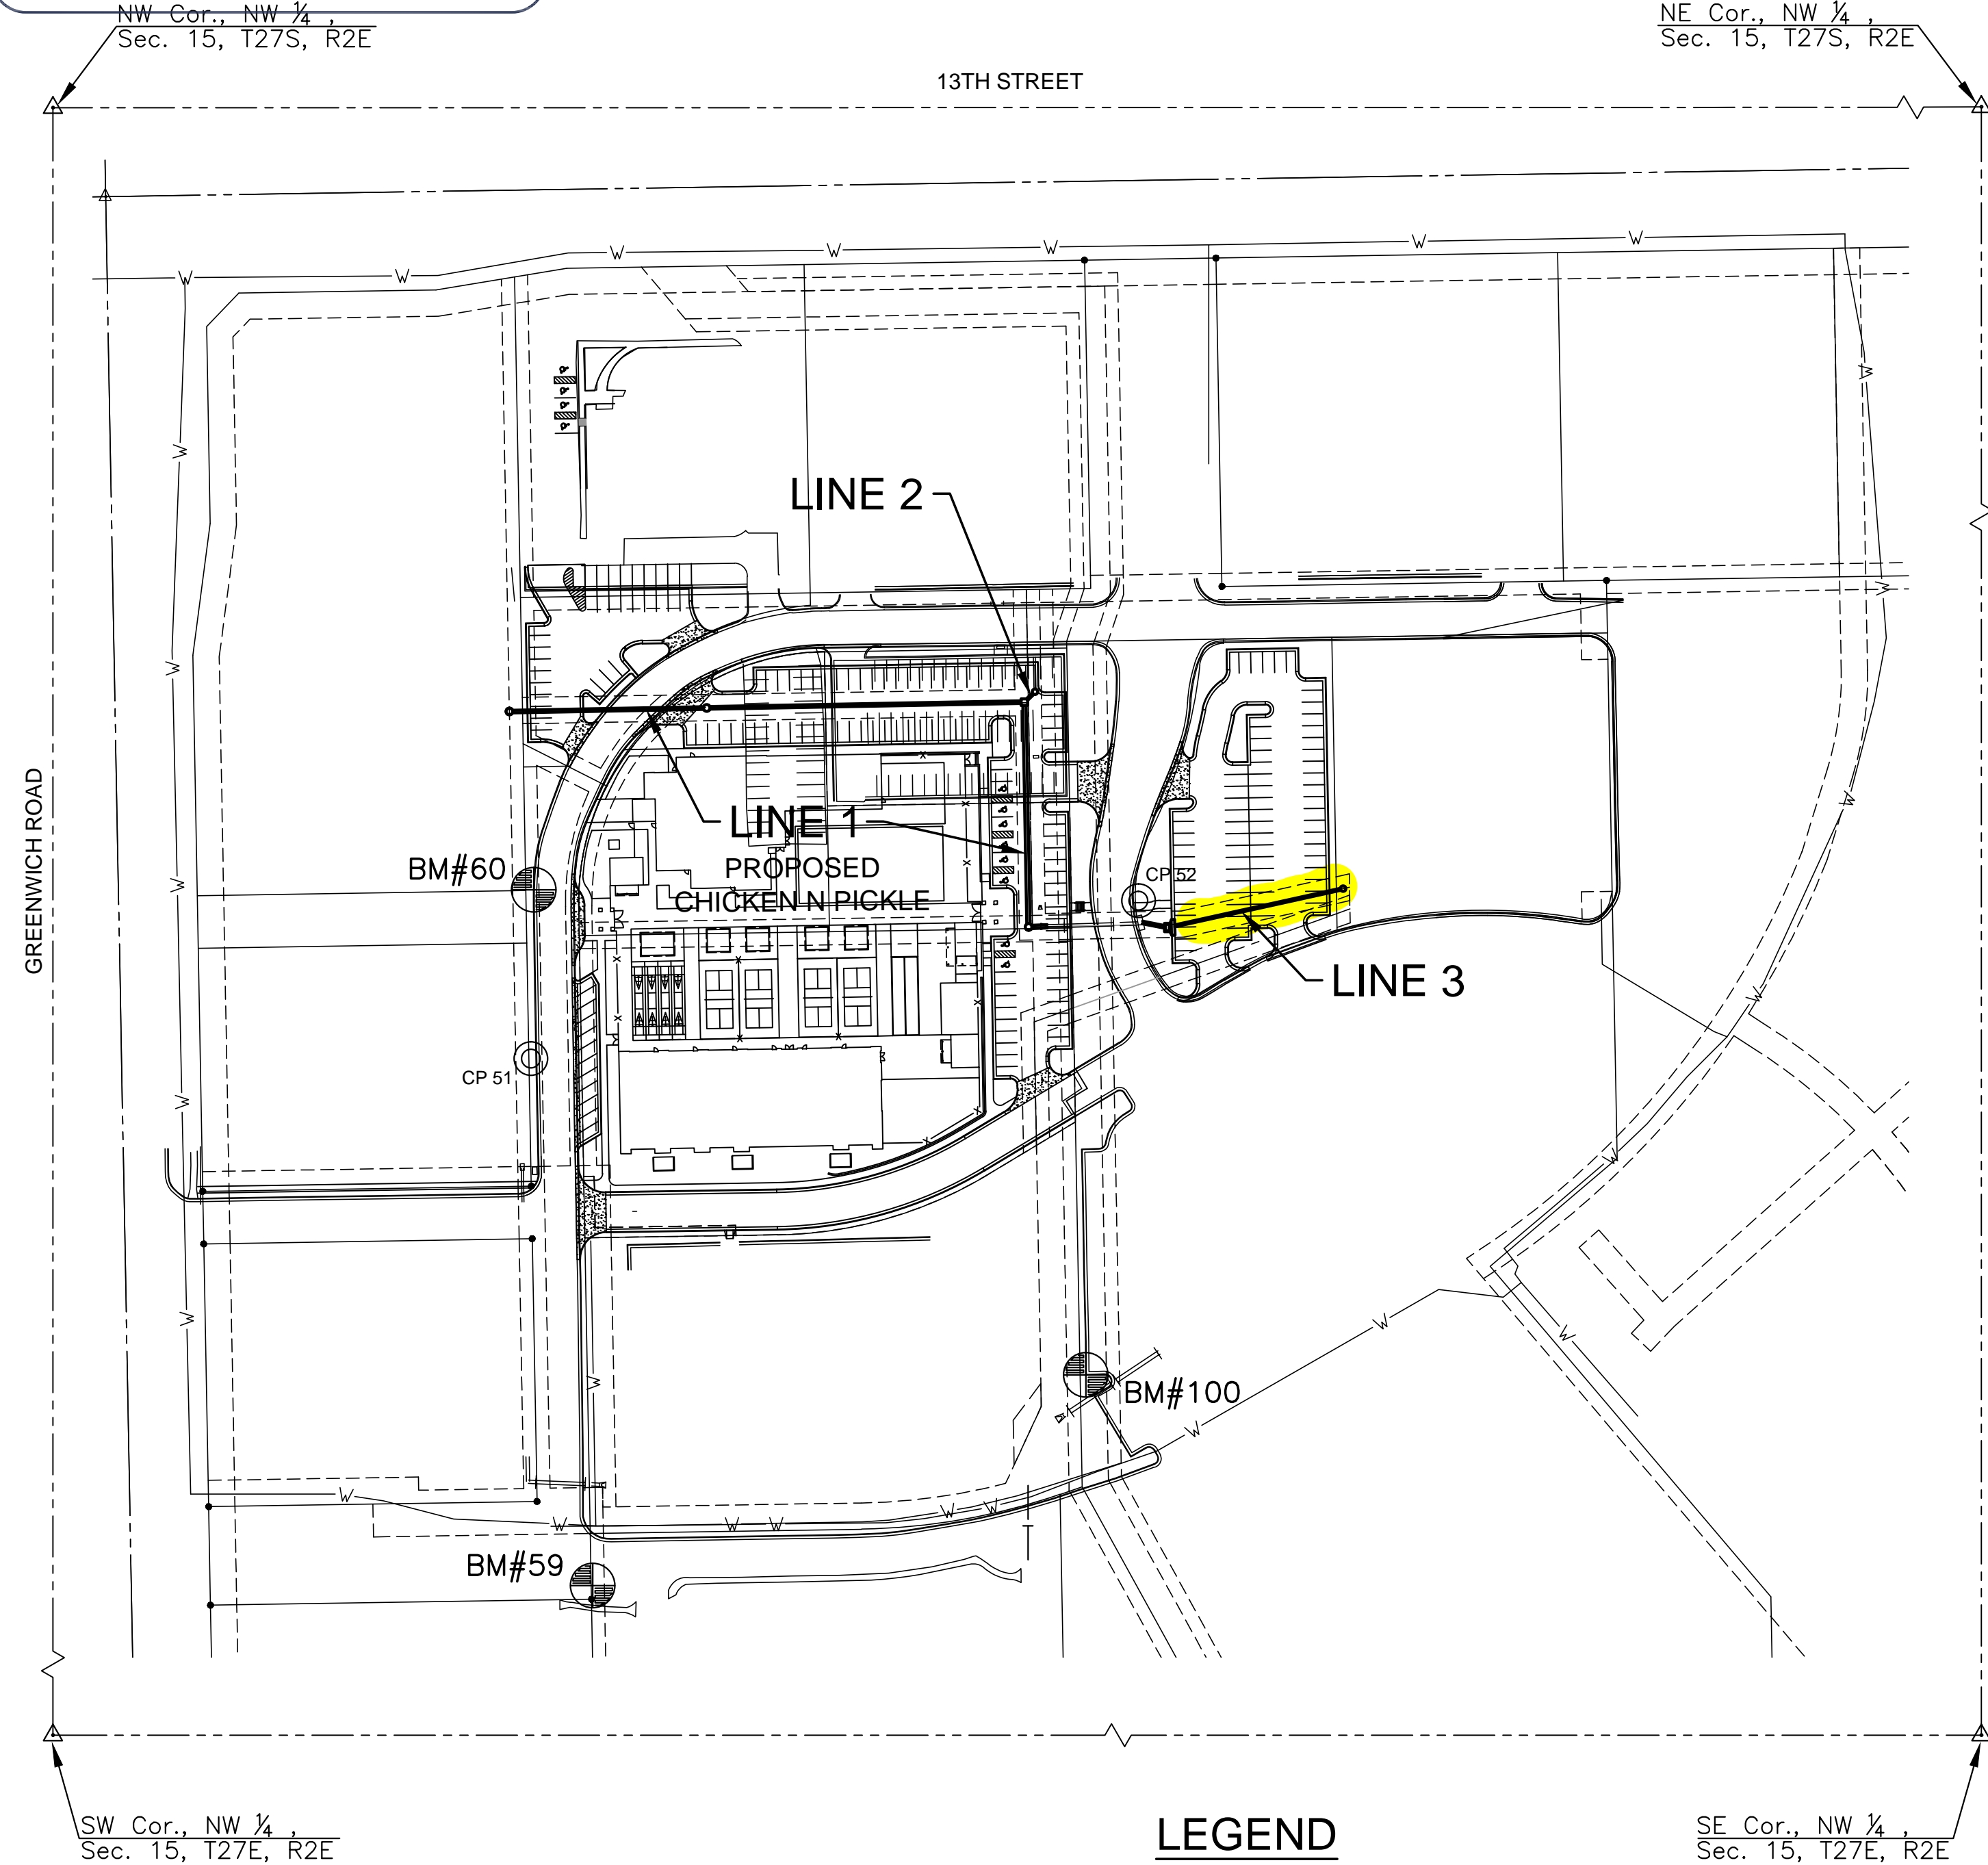 NW Cor., NW ¼ ,
Sec. 15, T27S, R2E
NE Cor., NW ¼ ,
Sec. 15, T27S, R2E
13TH STREET
W W W W W
W
W
LINE 2
W
W
W
GREENWICH ROAD
LINE 1
W
BM#60
PROPOSED
CHICKEN N PICKLE
CP 52
W
LINE 3
W
CP 51
W
W
W
W
W
W
BM#100
W
W
W W W W W
BM#59
SW Cor., NW ¼ ,
Sec. 15, T27E, R2E
LEGEND
SE Cor., NW ¼ ,
Sec. 15, T27E, R2E